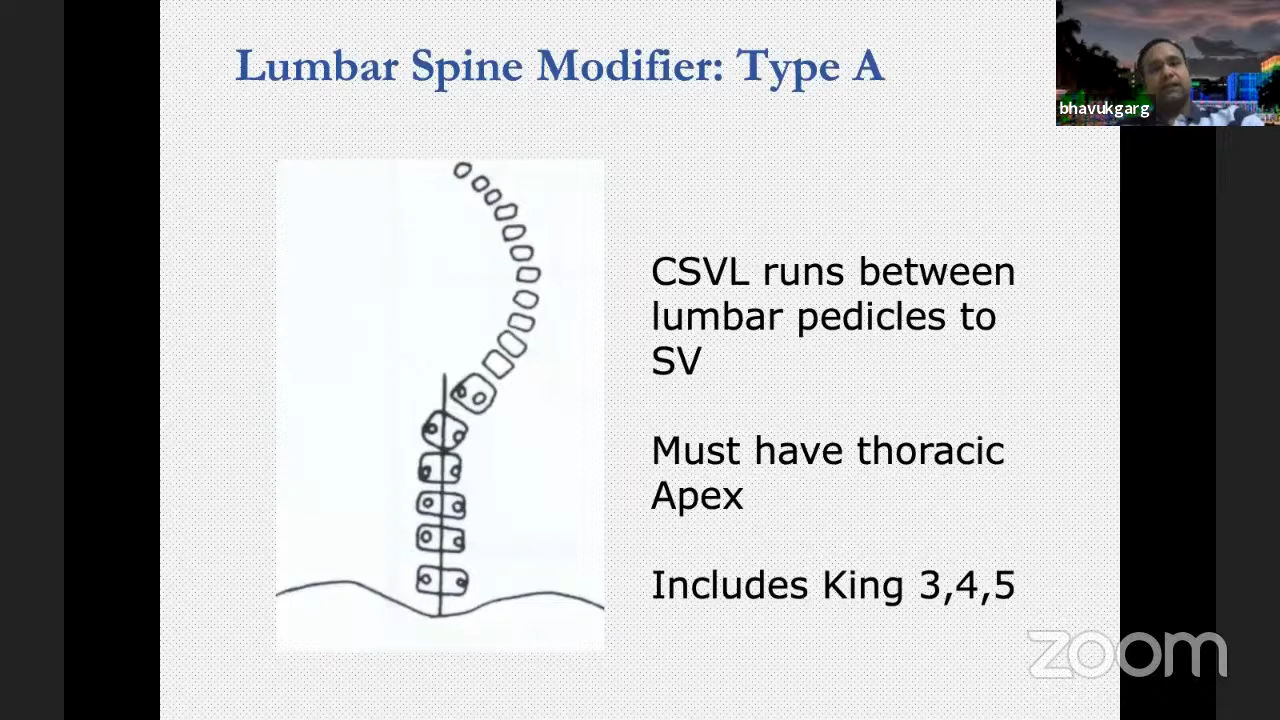 Lumbar Spine Modifier: Type A
bhavukgarg
CSVL runs between
lumbar pedicles to
SV
Must have thoracic
Apex
Includes King 3,4,5
zoom